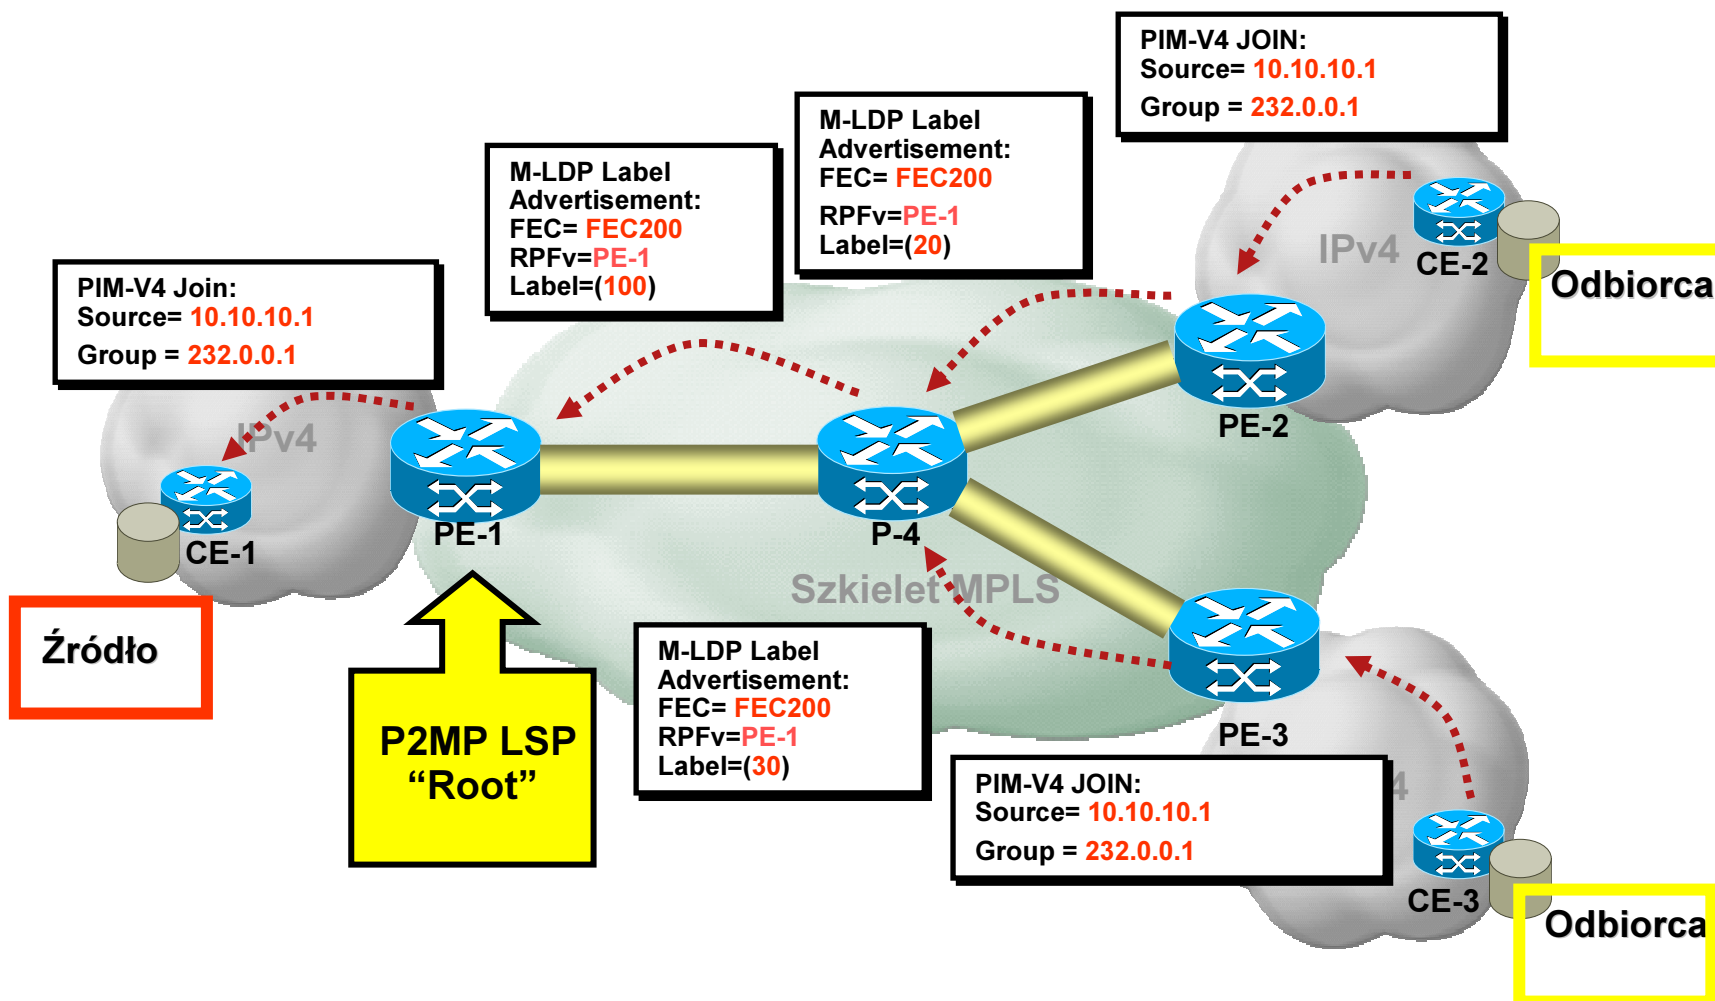 PIM-V4 JOIN:
Source= 10.10.10.1
Group = 232.0.0.1
M-LDP Label
Advertisement:
FEC= FEC200
RPFv=PE-1
Label=(20)
M-LDP Label
Advertisement:
FEC= FEC200
RPFv=PE-1
Label=(100)
PIM-V4 Join:
Source= 10.10.10.1
Group = 232.0.0.1
IPv4
CE-2
Odbiorca
PE-2
IPv4
CE-1
PE-1
P-4
Szkielet MPLS
Źródło
P2MP LSP
“Root”
M-LDP Label
Advertisement:
FEC= FEC200
RPFv=PE-1
Label=(30)
PE-3
PIM-V4 JOIN:
Source= 10.10.10.1
Group = 232.0.0.1
4
CE-3
Odbiorca